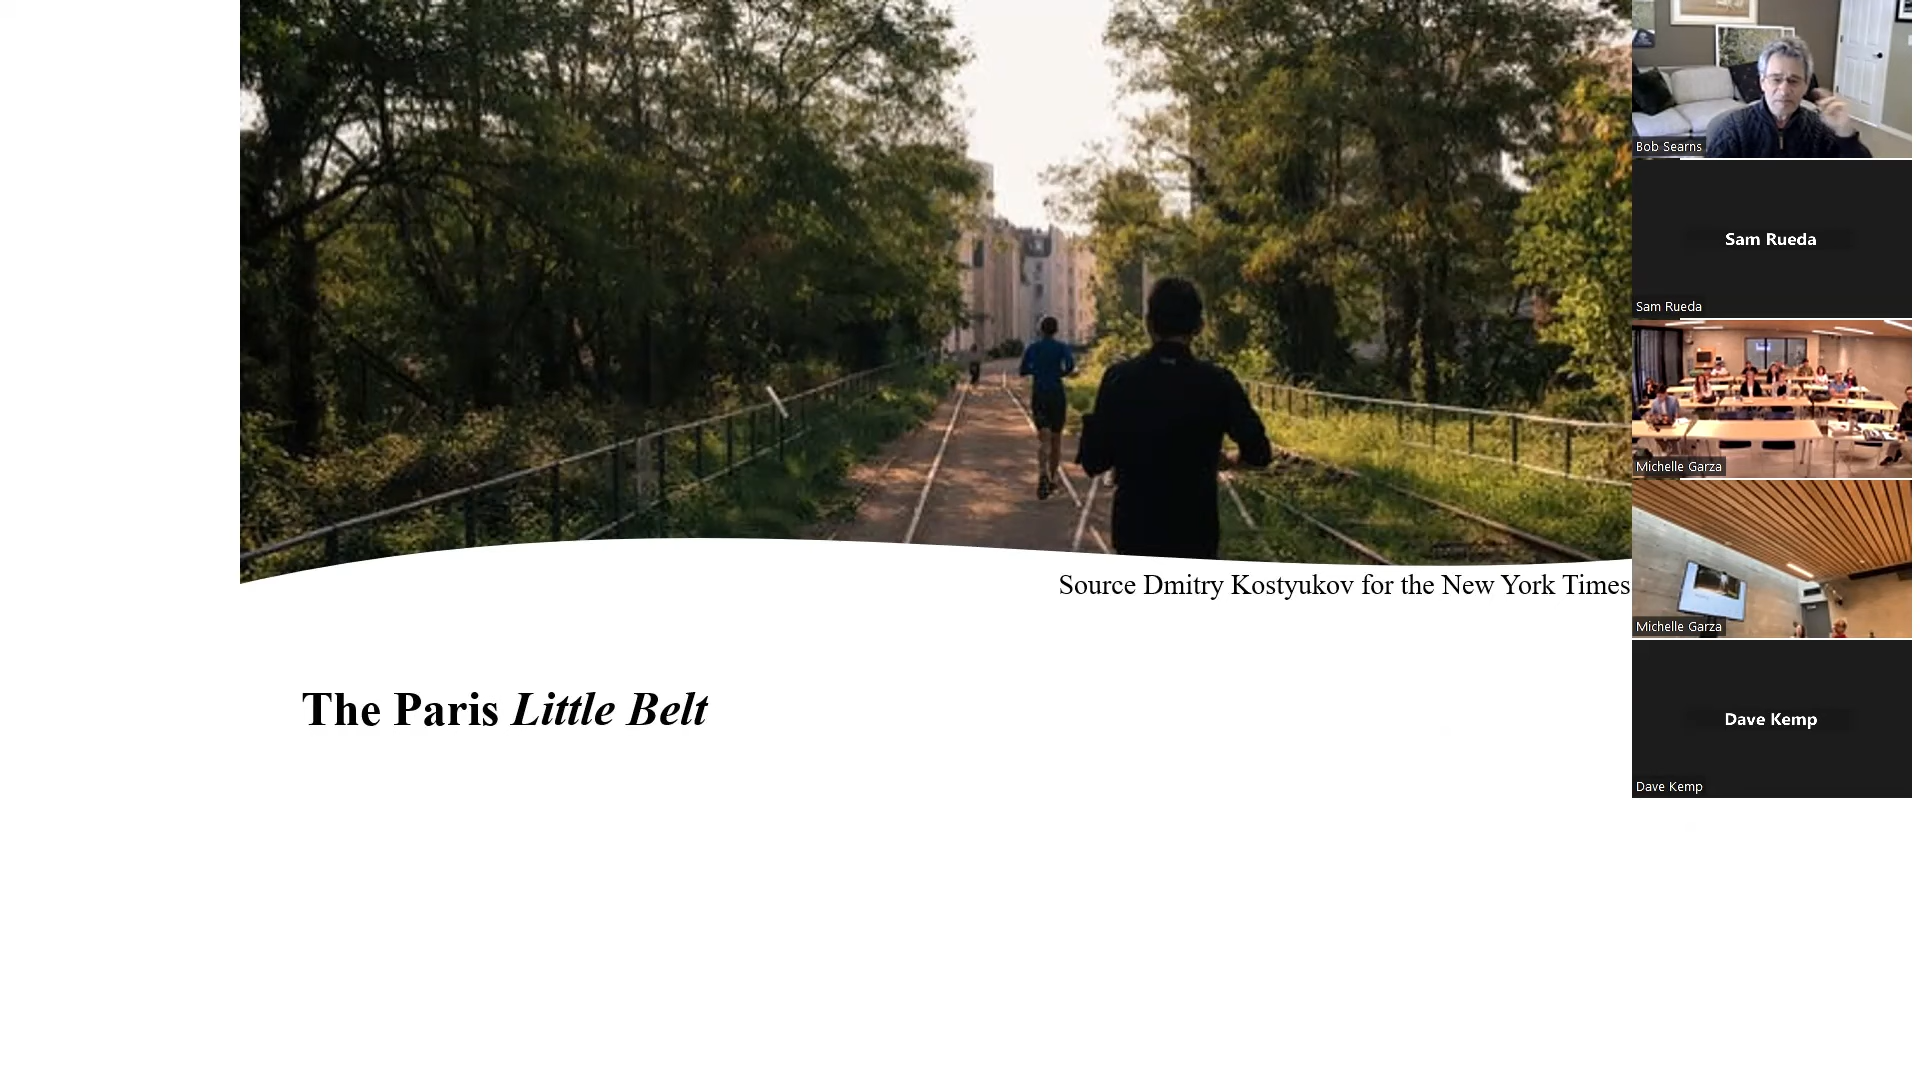 Source Dmitry Kostyukov for the New York Times
The Paris Little Belt
Bob Searns
Sam Rueda
Sam Rueda
Michelle Garza
Michelle Garza
Dave Kemp
Dave Kemp